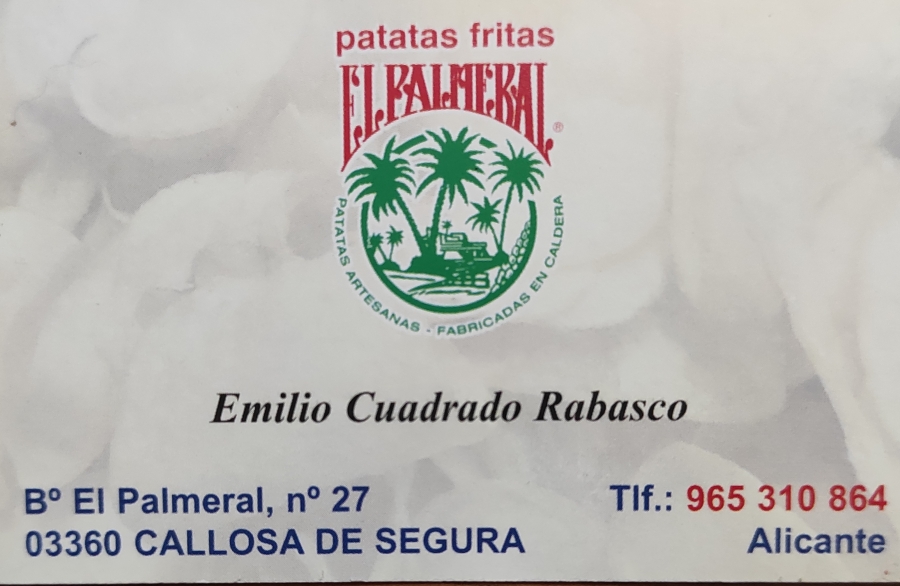 patatas fritas
EL PALMERAL ®
PATATAS ARTESANAS - FABRICADAS EN CALDERA
Emilio Cuadrado Rabasco
Bº El Palmeral, nº 27
Tlf.: 965 310 864
03360 CALLOSA DE SEGURA
Alicante